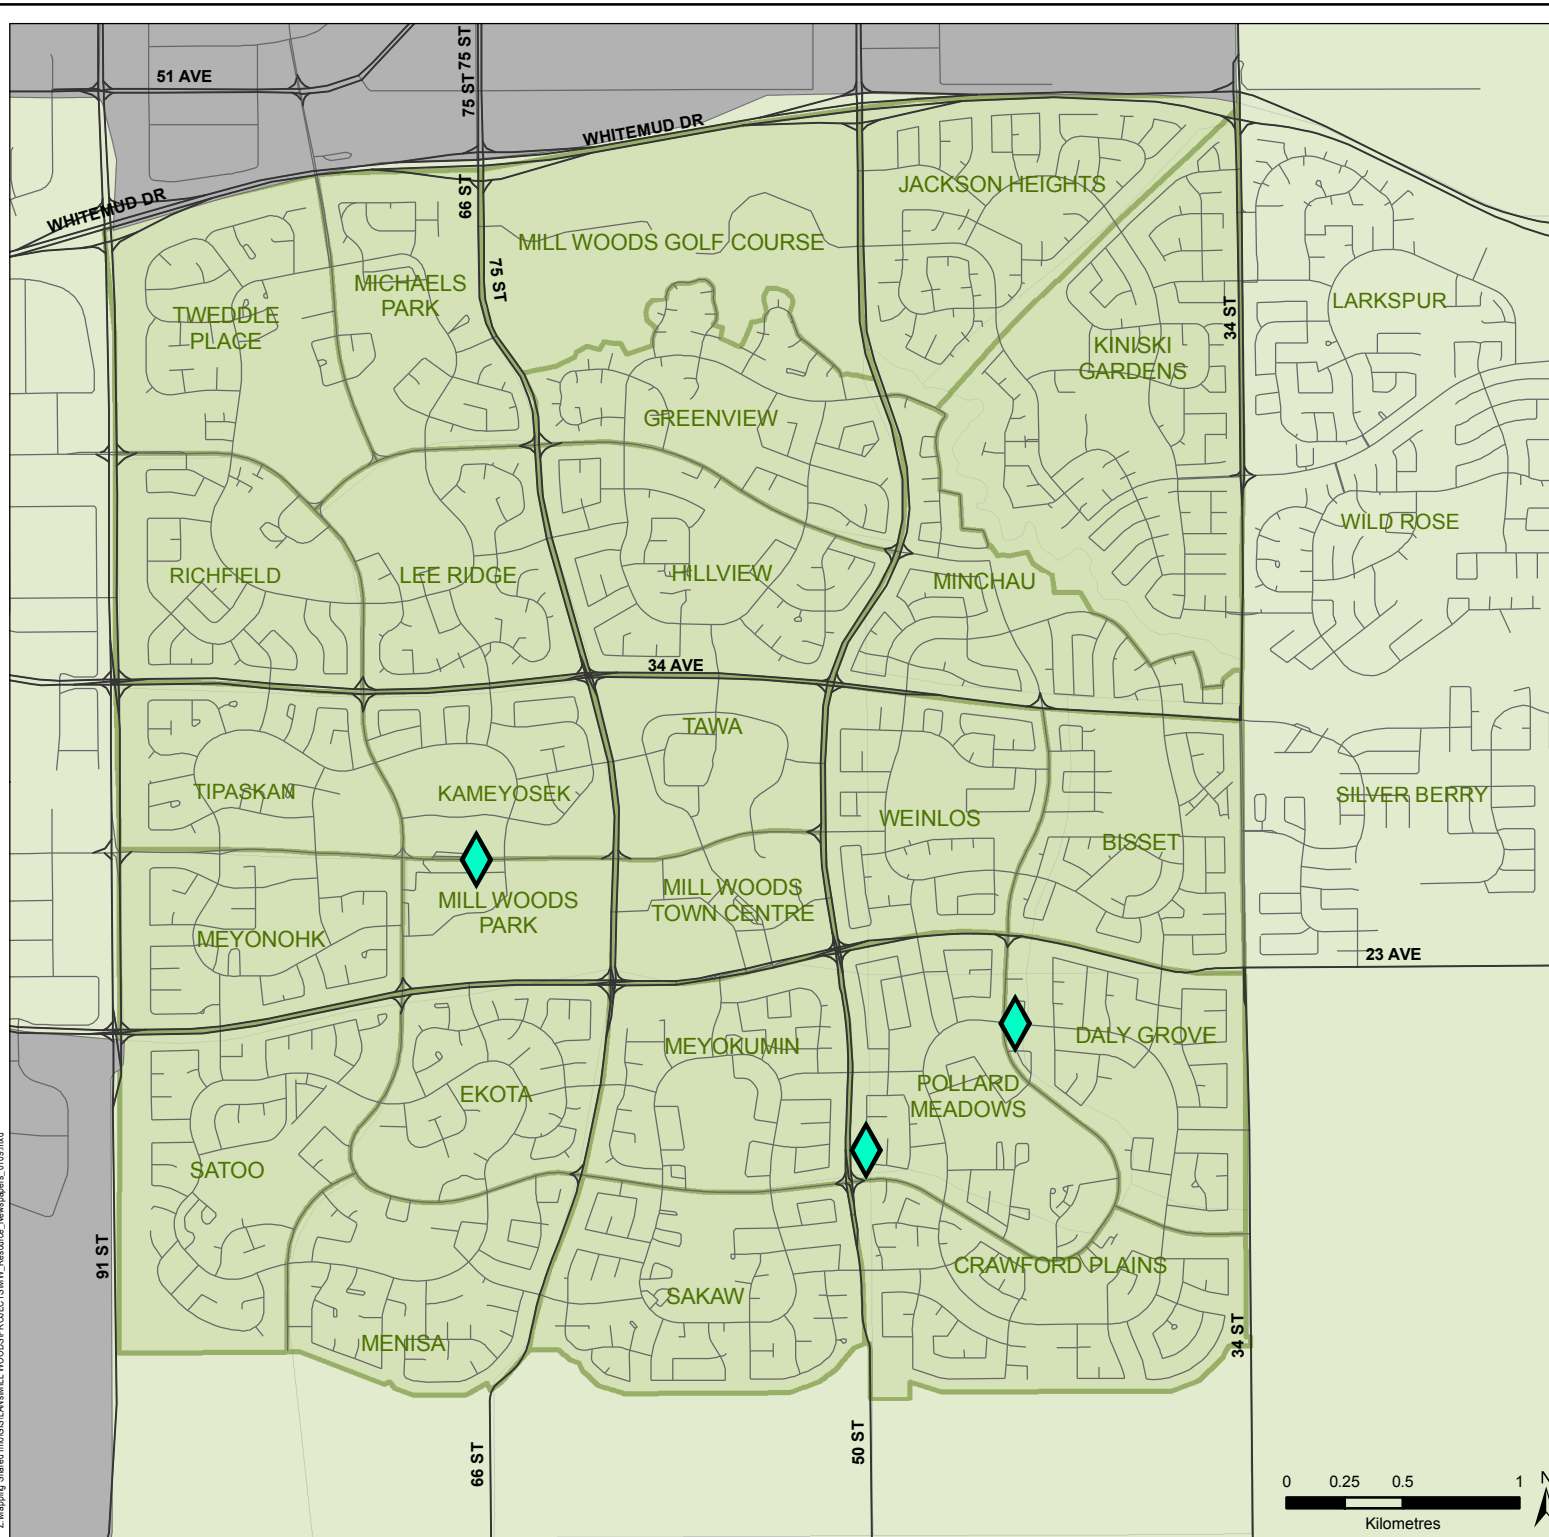 51 AVE
75 ST
75 ST
WHITEMUD DR
WHITEMUD DR
66 ST
75 ST
JACKSON HEIGHTS
MILL WOODS GOLF COURSE
MICHAELS
PARK
TWEDDLE
PLACE
34 ST
LARKSPUR
KINISKI
GARDENS
GREENVIEW
WILD ROSE
RICHFIELD
LEE RIDGE
HILLVIEW
MINCHAU
34 AVE
TAWA
TIPASKAN
KAMEYOSEK
WEINLOS
SILVER BERRY
BISSET
MILL WOODS
PARK
MILL WOODS
TOWN CENTRE
MEYONOHK
23 AVE
MEYOKUMIN
DALY GROVE
EKOTA
POLLARD
MEADOWS
SATOO
91 ST
CRAWFORD PLAINS
SAKAW
MENISA
34 ST
66 ST
50 ST
0 0.25 0.5 1
Kilometres
N